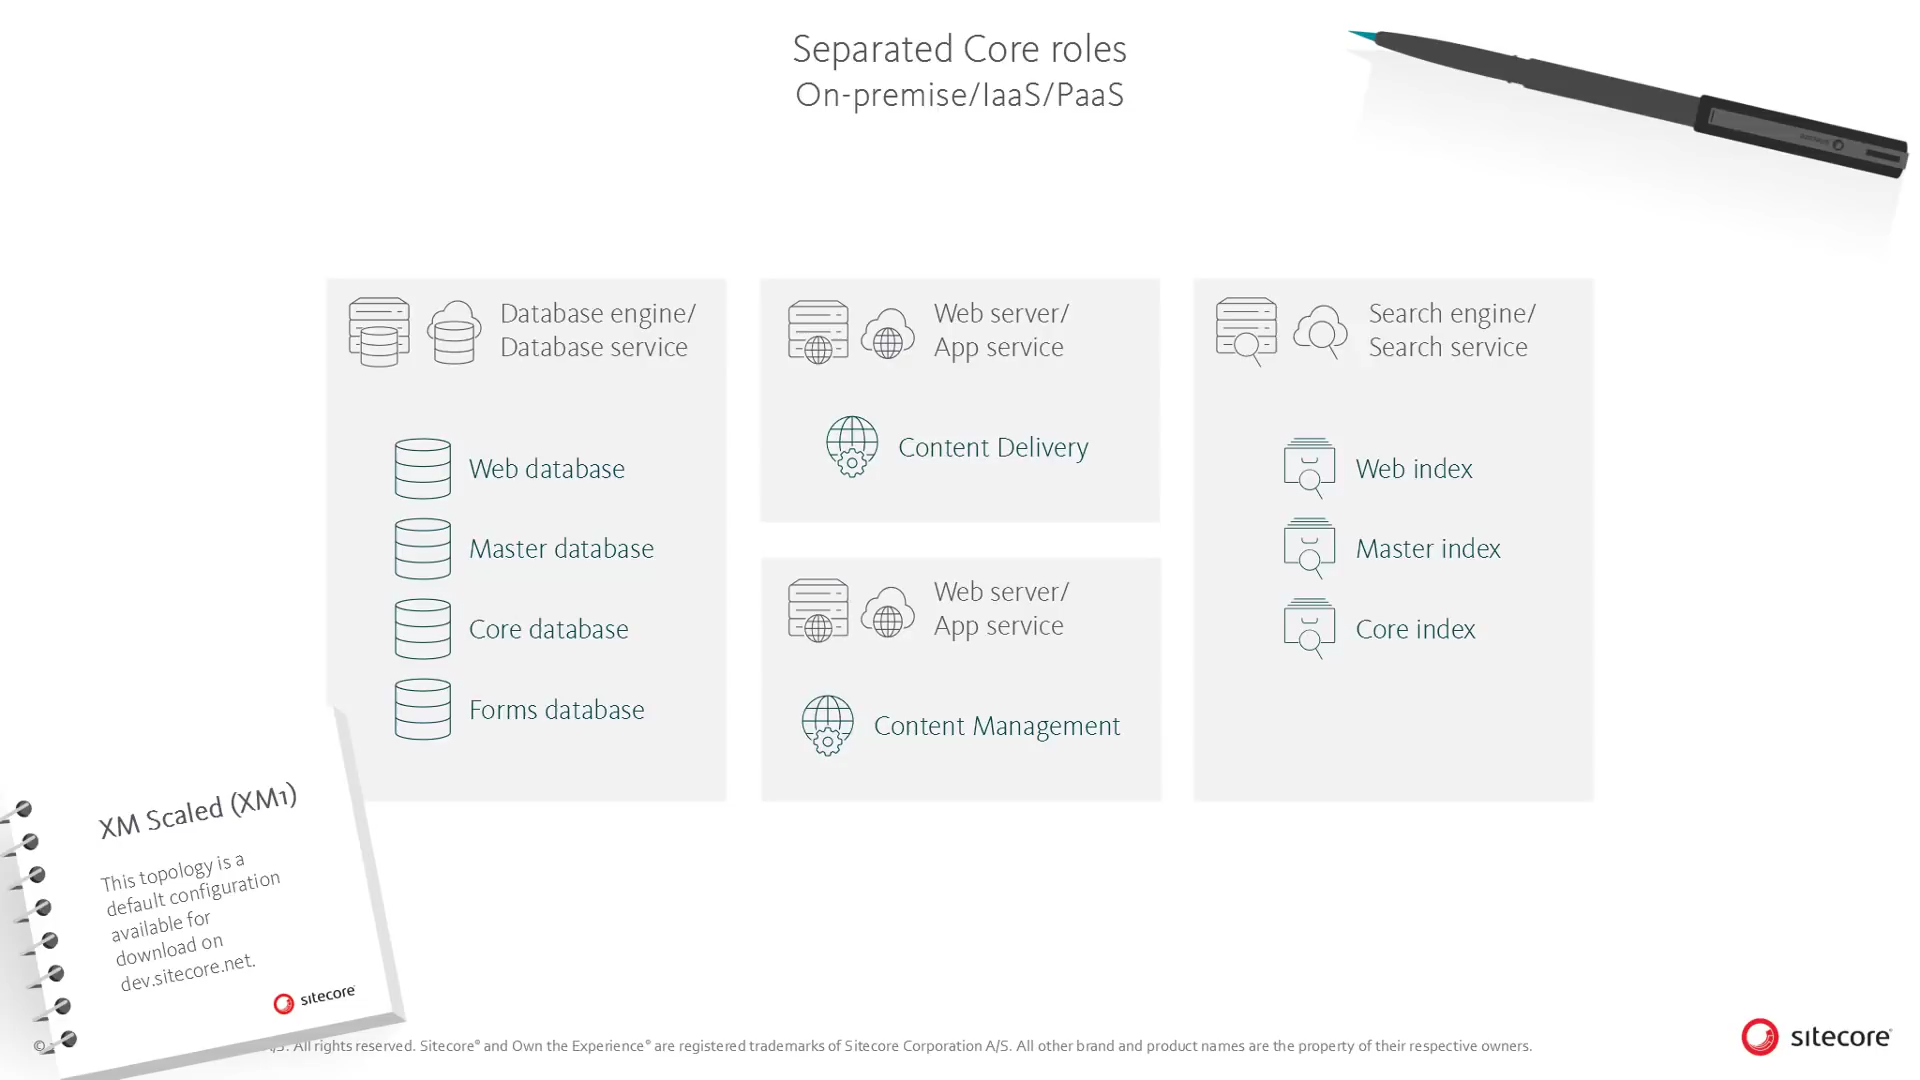 Separated Core roles
On-premise/IaaS/PaaS
Database engine/
Database service
Web database
Master database
Core database
Forms database
Web server/
App service
Content Delivery
Web server/
App service
Content Management
Search engine/
Search service
Web index
Master index
Core index
XM Scaled (XM1)
This topology is a
default configuration
available for
download on
dev.sitecore.net.
sitecore
© A/S. All rights reserved. Sitecore® and Own the Experience® are registered trademarks of Sitecore Corporation A/S. All other brand and product names are the property of their respective owners.
sitecore®